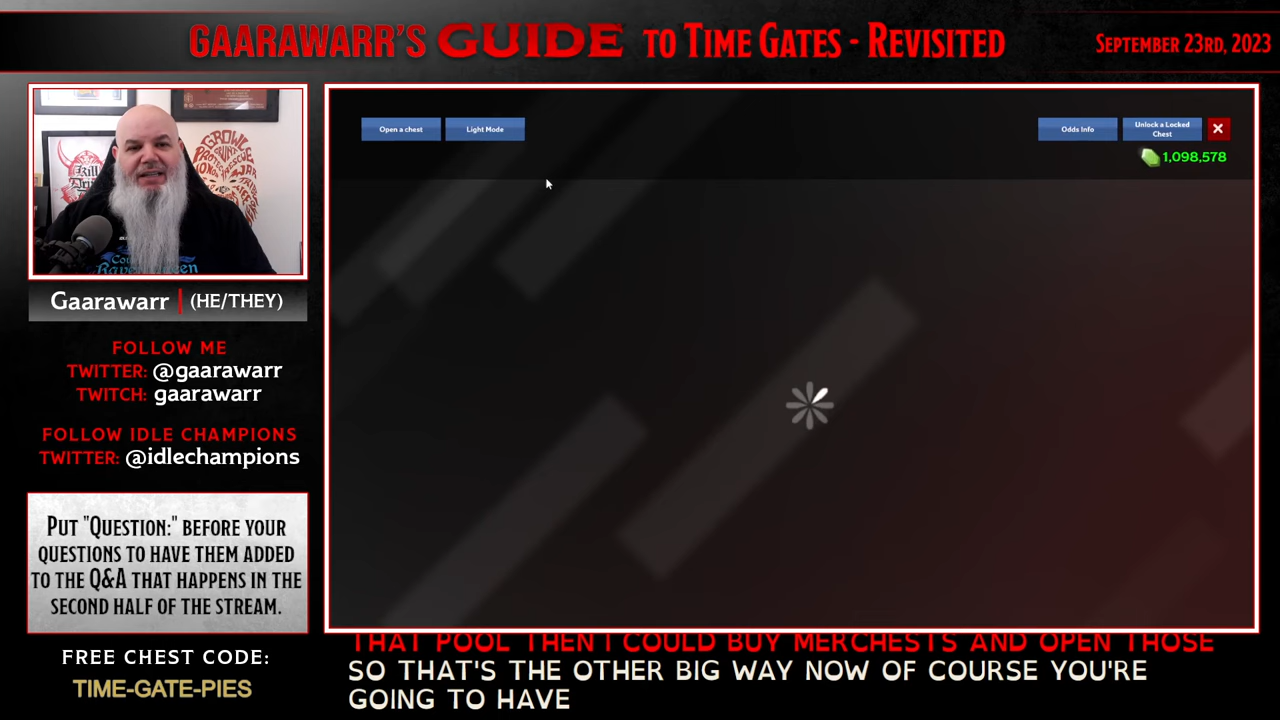 GAARAWARR'S GUIDE TO TIME GATES - REVISITED
SEPTEMBER 23RD, 2023
Open a chest
Light Mode
Odds Info
Unlock a Locked
Chest
1,098,578
Gaarawarr | (HE/THEY)
FOLLOW ME
TWITTER: @gaarawarr
TWITCH: gaarawarr
FOLLOW IDLE CHAMPIONS
TWITTER: @idlechampions
PUT "QUESTION:" BEFORE YOUR
QUESTIONS TO HAVE THEM ADDED
TO THE Q&A THAT HAPPENS IN THE
SECOND HALF OF THE STREAM.
FREE CHEST CODE:
TIME-GATE-PIES
THAT POOL THEN I COULD BUY MERCHESTS AND OPEN THOSE
SO THAT'S THE OTHER BIG WAY NOW OF COURSE YOU'RE
GOING TO HAVE